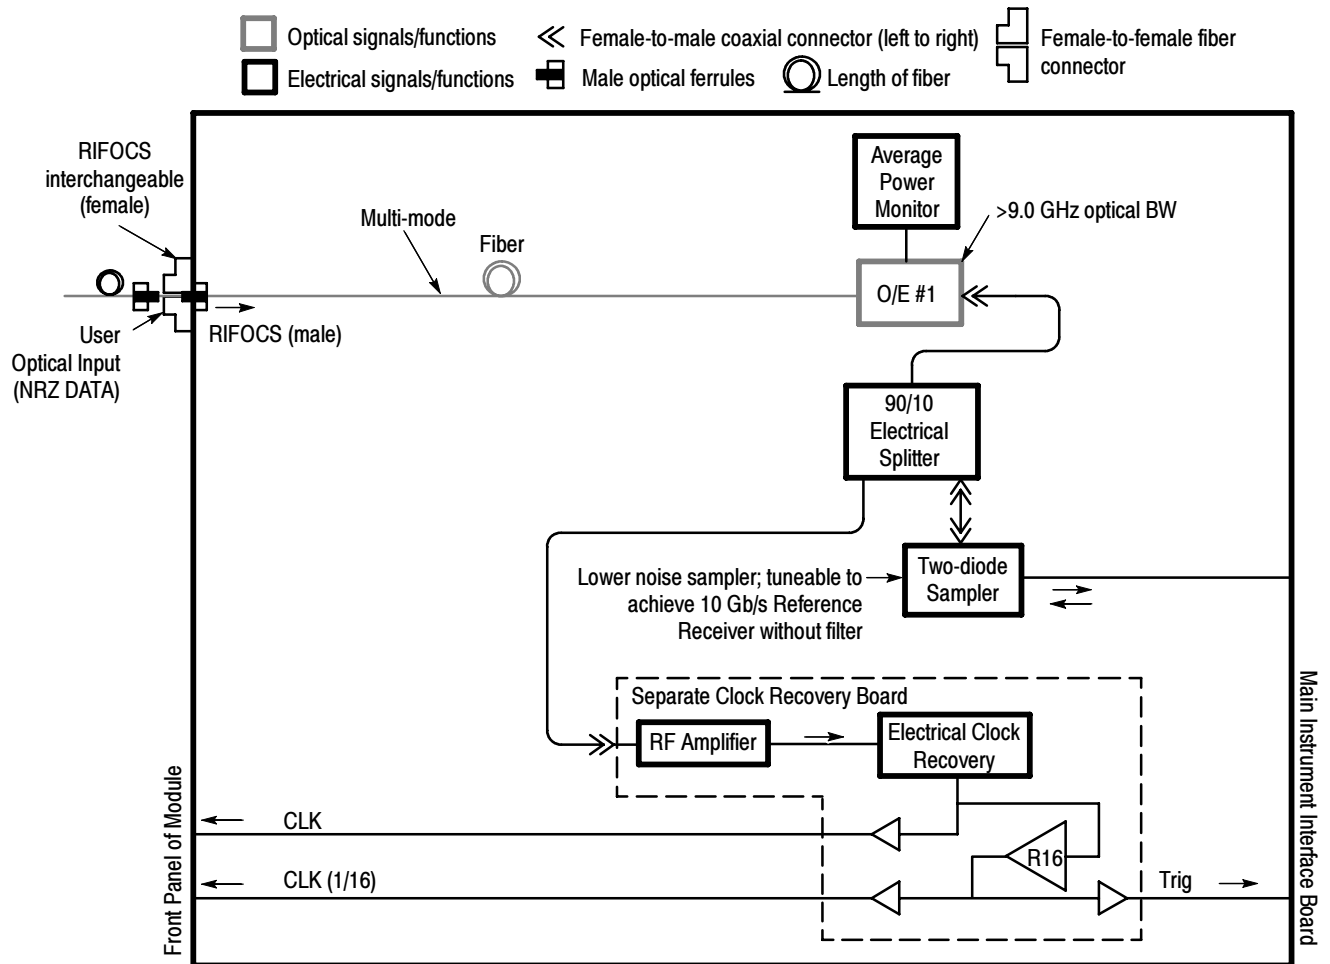 Optical signals/functions
Female-to-male coaxial connector (left to right)
Female-to-female fiber
connector
Electrical signals/functions
Male optical ferrules
Length of fiber
RIFOCS
interchangeable
(female)
Multi-mode
Fiber
Average
Power
Monitor
>9.0 GHz optical BW
O/E #1
RIFOCS (male)
User
Optical Input
(NRZ DATA)
90/10
Electrical
Splitter
Lower noise sampler; tuneable to
achieve 10 Gb/s Reference
Receiver without filter
Two-diode
Sampler
Separate Clock Recovery Board
RF Amplifier
Electrical Clock
Recovery
CLK
R16
CLK (1/16)
Trig
Front Panel of Module
Main Instrument Interface Board